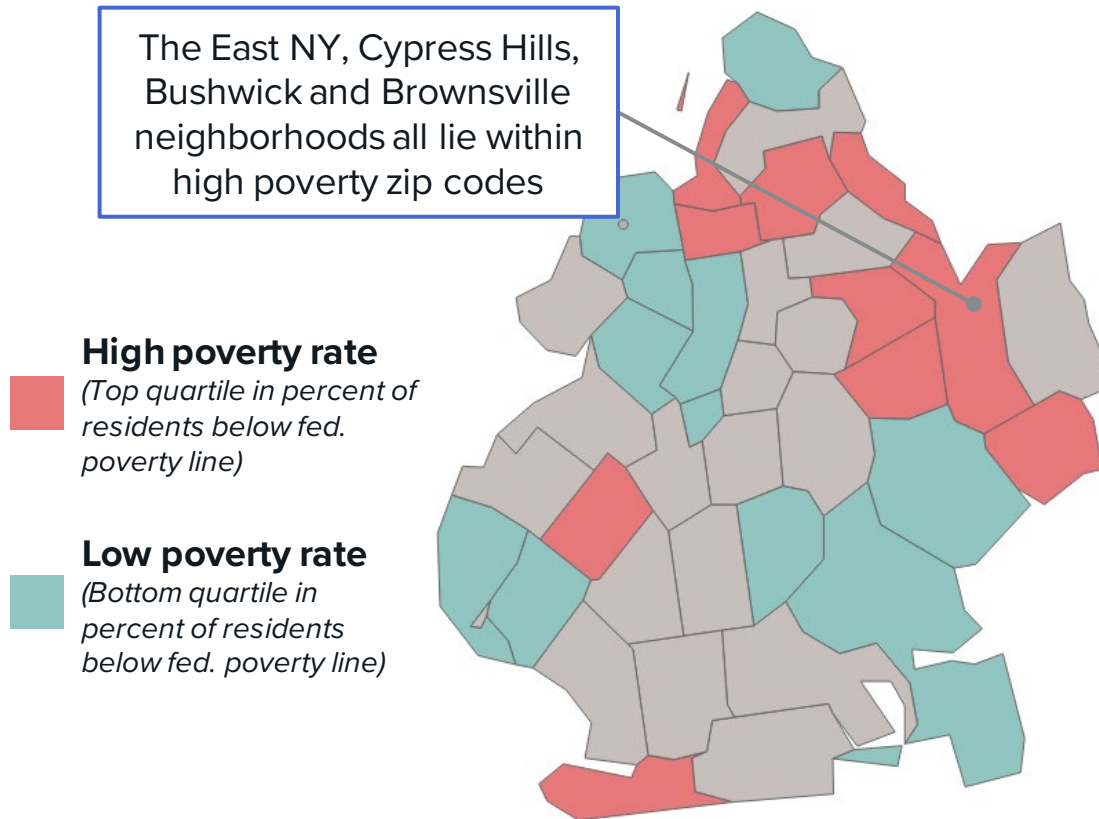 The East NY, Cypress Hills,
Bushwick and Brownsville
neighborhoods all lie within
high poverty zip codes
High poverty rate
(Top quartile in percent of
residents below fed.
poverty line)
Low poverty rate
(Bottom quartile in
percent of residents
below fed. poverty line)